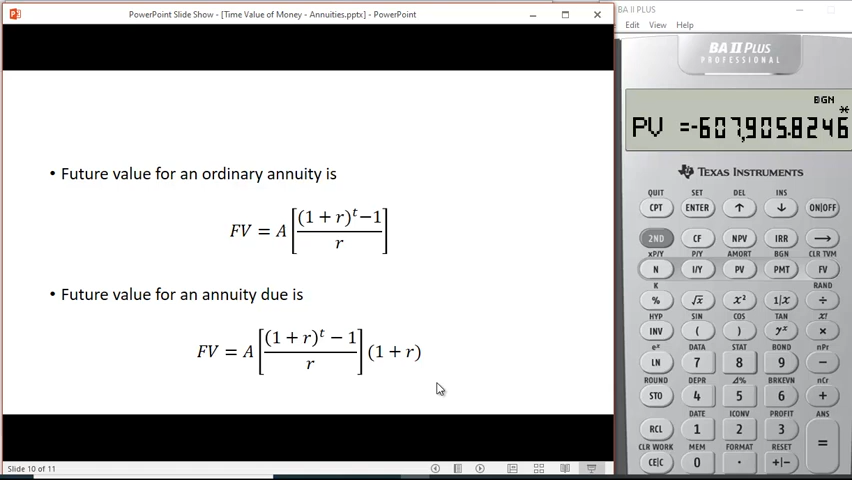 PowerPoint Slide Show - [Time Value of Money - Annuities.pptx] - PowerPoint
• Future value for an ordinary annuity is
FV = A [((1 + r)^t − 1) / r]
• Future value for an annuity due is
FV = A [((1 + r)^t − 1) / r] (1 + r)
Slide 10 of 11
BA II PLUS
Edit View Help
BA II PLUS
PROFESSIONAL
BGN
PV =-607,905.8246
TEXAS INSTRUMENTS
QUIT SET DEL INS
CPT ENTER ↑ ↓ ON|OFF
2ND CF NPV IRR →
xP/Y P/Y AMORT BGN CLR TVM
N I/Y PV PMT FV
K RAND
% √x x² 1/x ÷
HYP SIN COS TAN x!
INV ( ) yˣ ×
eˣ DATA STAT BOND nPr
LN 7 8 9 −
ROUND DEPR Δ% BRKEVN nCr
STO 4 5 6 +
DATE ICONV PROFIT ANS
RCL 1 2 3 =
CLR WORK MEM FORMAT RESET
CE|C 0 . +|−